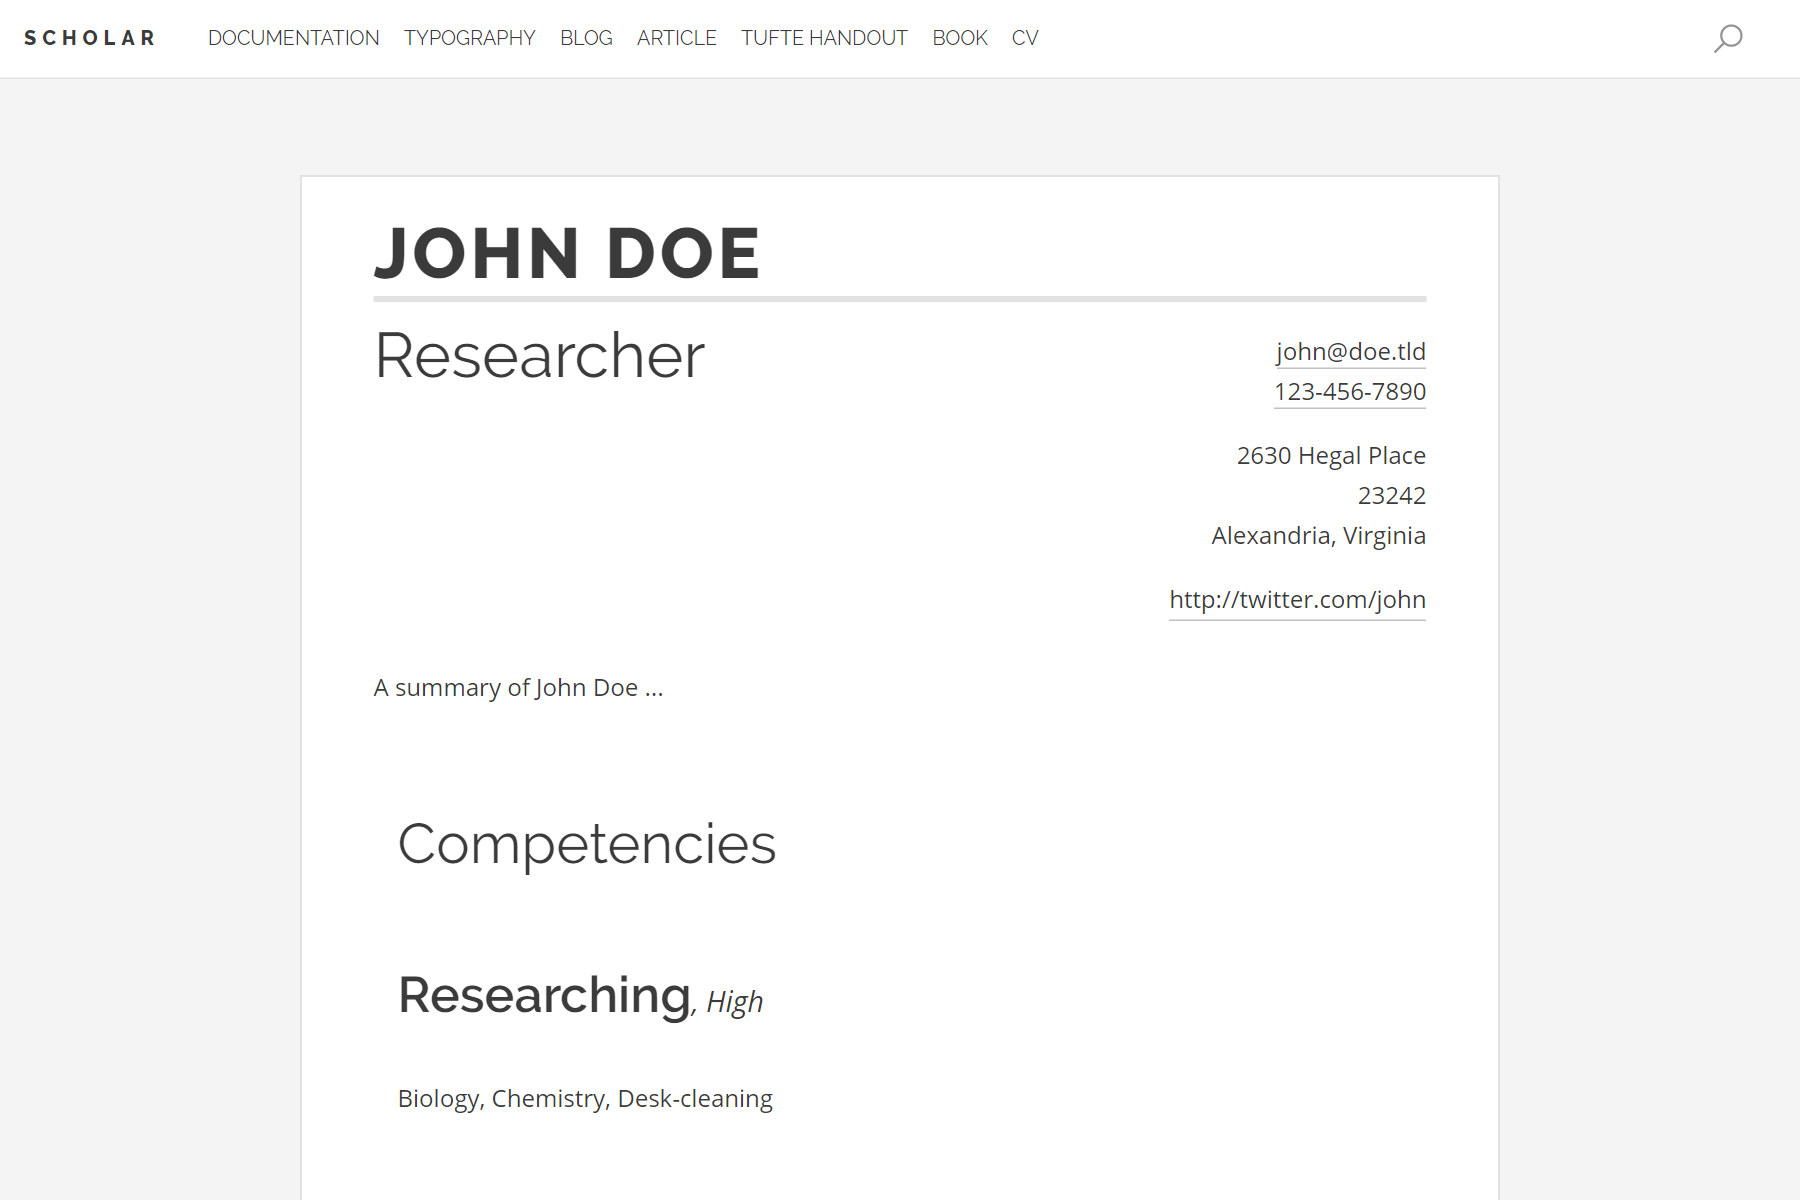 SCHOLAR DOCUMENTATION TYPOGRAPHY BLOG ARTICLE TUFTE HANDOUT BOOK CV
JOHN DOE
Researcher
john@doe.tld
123-456-7890
2630 Hegal Place
23242
Alexandria, Virginia
http://twitter.com/john
A summary of John Doe ...
Competencies
Researching, High
Biology, Chemistry, Desk-cleaning